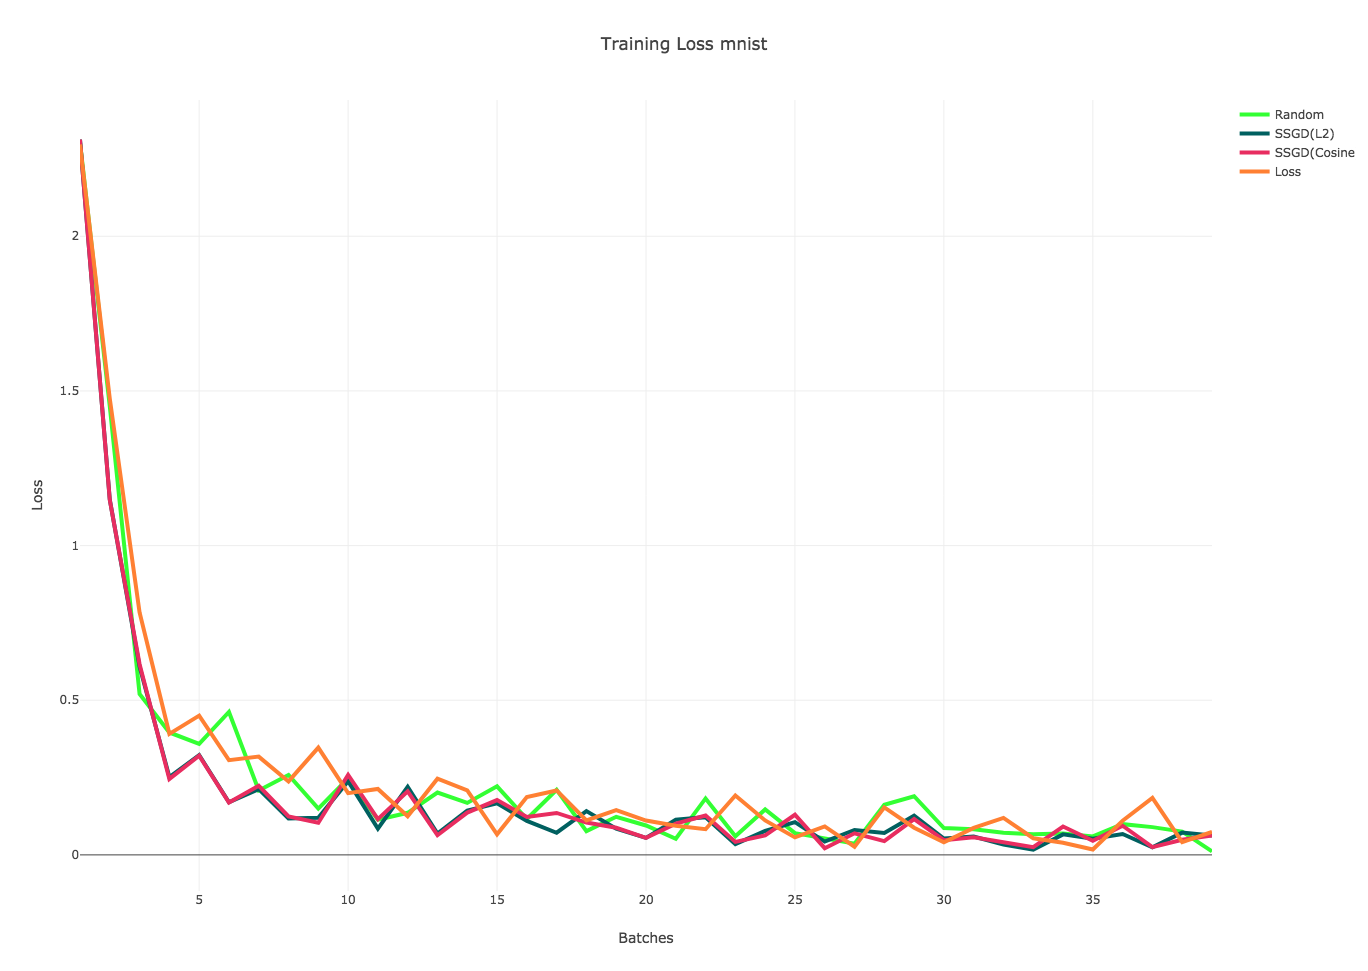 Training Loss mnist
Random
SSGD(L2)
SSGD(Cosine
Loss
2
1.5
1
0.5
0
Loss
5 10 15 20 25 30 35
Batches